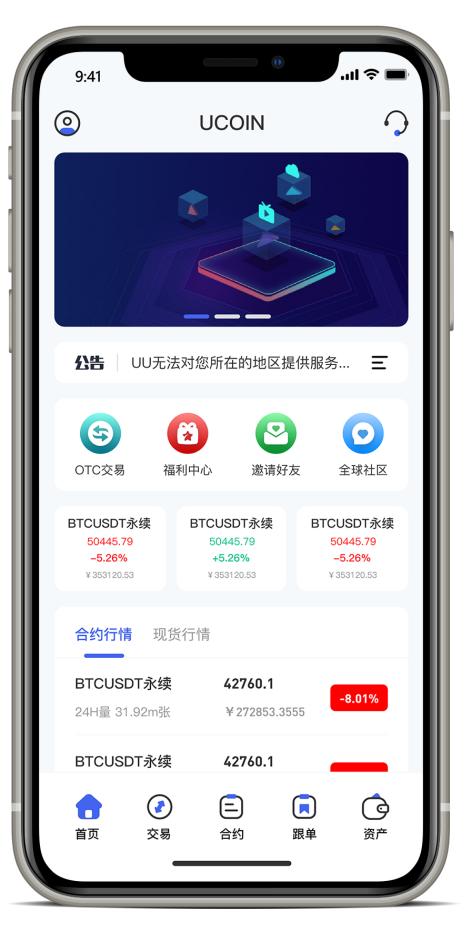 9:41
UCOIN
公告 UU无法对您所在的地区提供服务...
OTC交易 福利中心 邀请好友 全球社区
BTCUSDT永续 BTCUSDT永续 BTCUSDT永续
50445.79 50445.79 50445.79
-5.26% +5.26% -5.26%
¥353120.53 ¥353120.53 ¥353120.53
合约行情 现货行情
BTCUSDT永续 42760.1 -8.01%
24H量 31.92m张 ¥272853.3555
BTCUSDT永续 42760.1
首页 交易 合约 跟单 资产